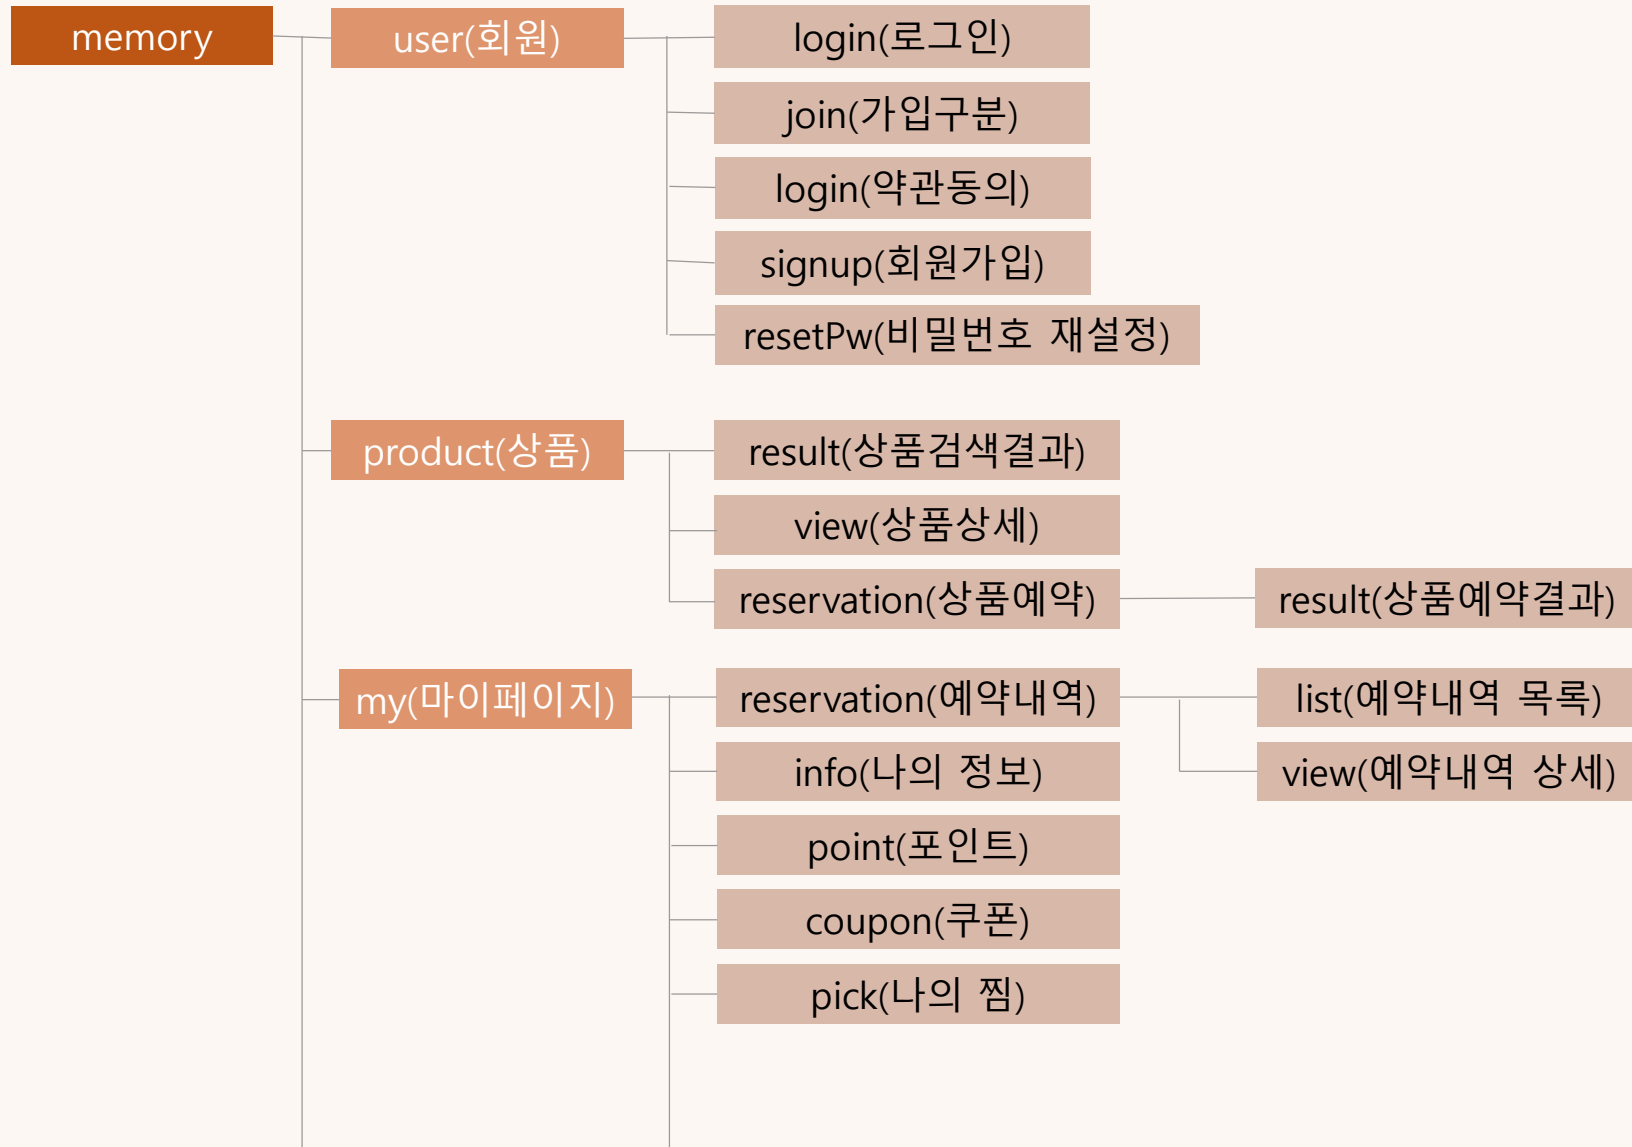 memory
user(회원)
login(로그인)
join(가입구분)
login(약관동의)
signup(회원가입)
resetPw(비밀번호 재설정)
product(상품)
result(상품검색결과)
view(상품상세)
reservation(상품예약)
result(상품예약결과)
my(마이페이지)
reservation(예약내역)
list(예약내역 목록)
view(예약내역 상세)
info(나의 정보)
point(포인트)
coupon(쿠폰)
pick(나의 찜)